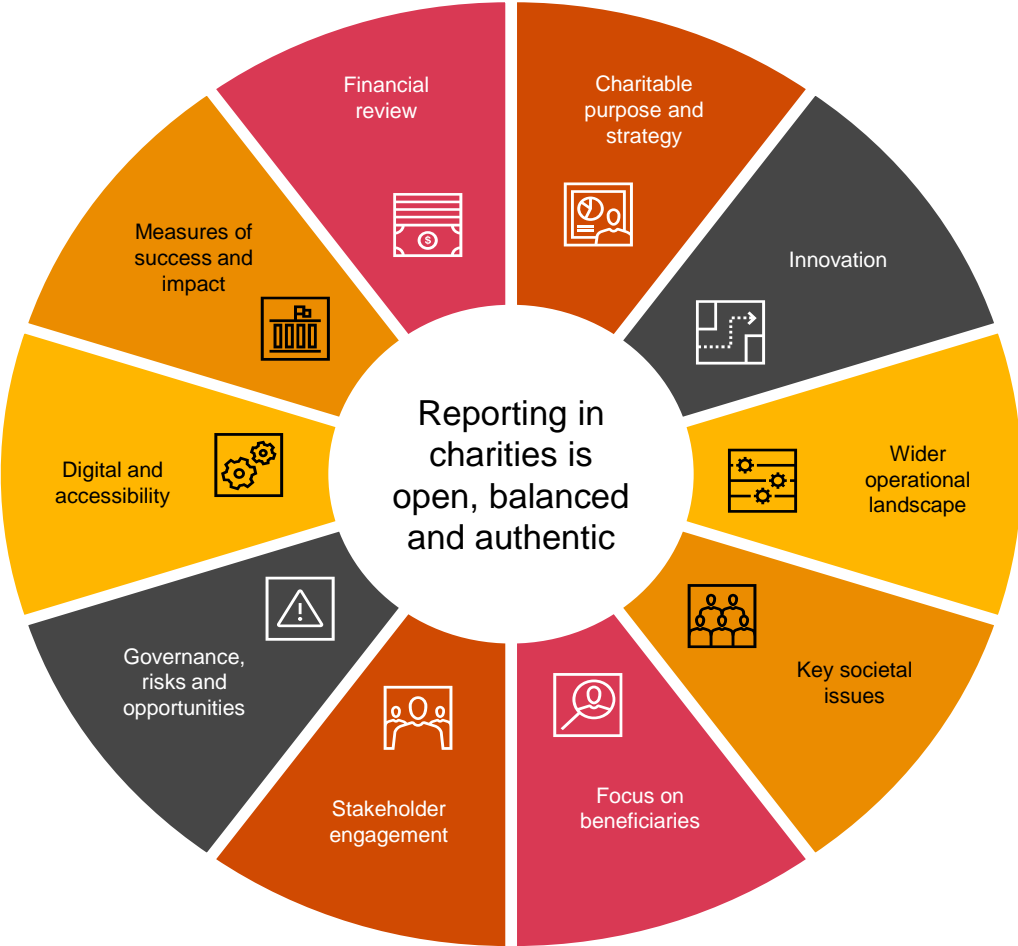 Financial
review
Charitable
purpose and
strategy
Innovation
Wider
operational
landscape
Key societal
issues
Focus on
beneficiaries
Stakeholder
engagement
Governance,
risks and
opportunities
Digital and
accessibility
Measures of
success and
impact
$
Reporting in
charities is
open, balanced
and authentic